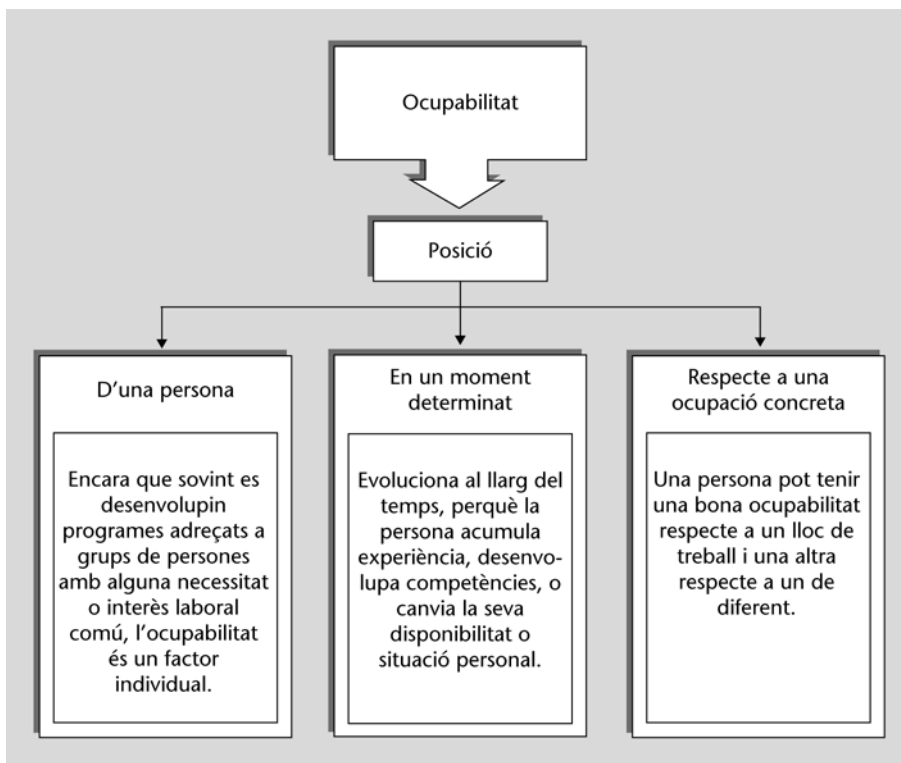 Ocupabilitat
Posició
D’una persona
Encara que sovint es
desenvolupin
programes adreçats a
grups de persones
amb alguna necessitat
o interès laboral
comú, l’ocupabilitat
és un factor
individual.
En un moment
determinat
Evoluciona al llarg del
temps, perquè la
persona acumula
experiència, desenvo-
lupa competències, o
canvia la seva
disponibilitat o
situació personal.
Respecte a una
ocupació concreta
Una persona pot tenir
una bona ocupabilitat
respecte a un lloc de
treball i una altra
respecte a un de
diferent.